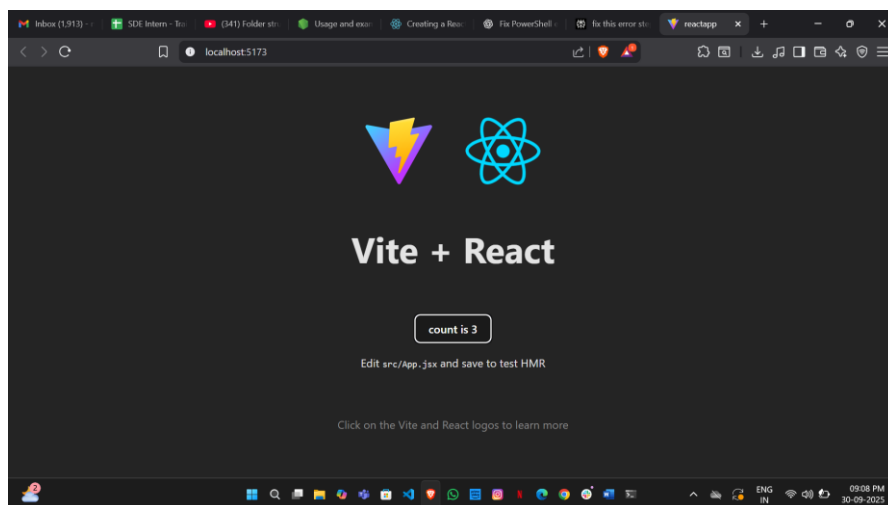 Inbox (1,913) -
SDE Intern - Tra
(341) Folder str
Usage and exa
Creating a Reac
Fix PowerShell
fix this error str
reactapp
localhost:5173
Vite + React
count is 3
Edit src/App.jsx and save to test HMR
Click on the Vite and React logos to learn more
2
ENG
IN
09:08 PM
30-09-2025